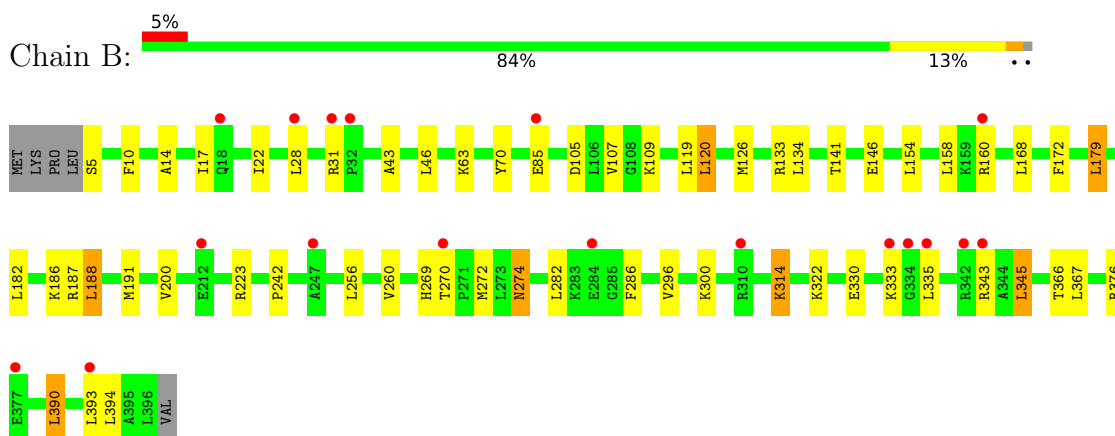 5%
Chain B:
84% 13% • •
MET LYS PRO LEU S5 F10 A14 I17 Q18 I22 L28 R31 P32 A43 L46 K63 Y70 E85 D105 L106 V107 G108 K109 L119 L120 M126 R133 L134 T141 E146 L154 L158 K159 R160 L168 F172 L179
L182 K186 R187 L188 M191 V200 E212 R223 P242 A247 L256 V260 H269 T270 P271 M272 L273 N274 L282 K283 E284 G285 F286 V296 K300 R310 K314 K322 E330 K333 G334 L335 R342 R343 A344 L345 T366 L367
E377 L390 L393 L394 A395 L396 VAL